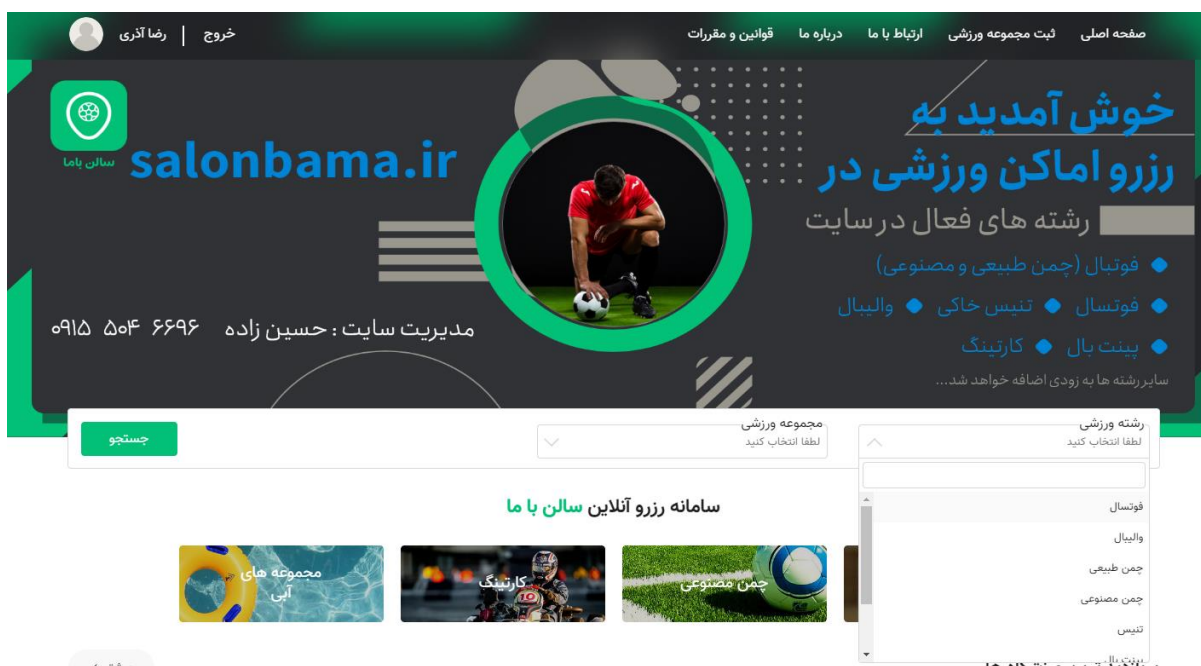 صفحه اصلی
ثبت مجموعه ورزشی
ارتباط با ما
درباره ما
قوانین و مقررات
خروج | رضا آذری
خوش آمدید به
رزرو اماکن ورزشی در
salonbama.ir
سالن باما
رشته های فعال در سایت
فوتبال (چمن طبیعی و مصنوعی)
فوتسال ◆ تنیس خاکی ◆ والیبال
پینت بال ◆ کارتینگ
سایر رشته ها به زودی اضافه خواهد شد...
مدیریت سایت : حسین زاده ۶۶۹۶ ۵۰۴ ۰۹۱۵
رشته ورزشی
لطفا انتخاب کنید
مجموعه ورزشی
لطفا انتخاب کنید
جستجو
فوتسال
والیبال
چمن طبیعی
چمن مصنوعی
تنیس
پینت بال
سامانه رزرو آنلاین سالن با ما
چمن مصنوعی
کارتینگ
10
مجموعه های
آبی